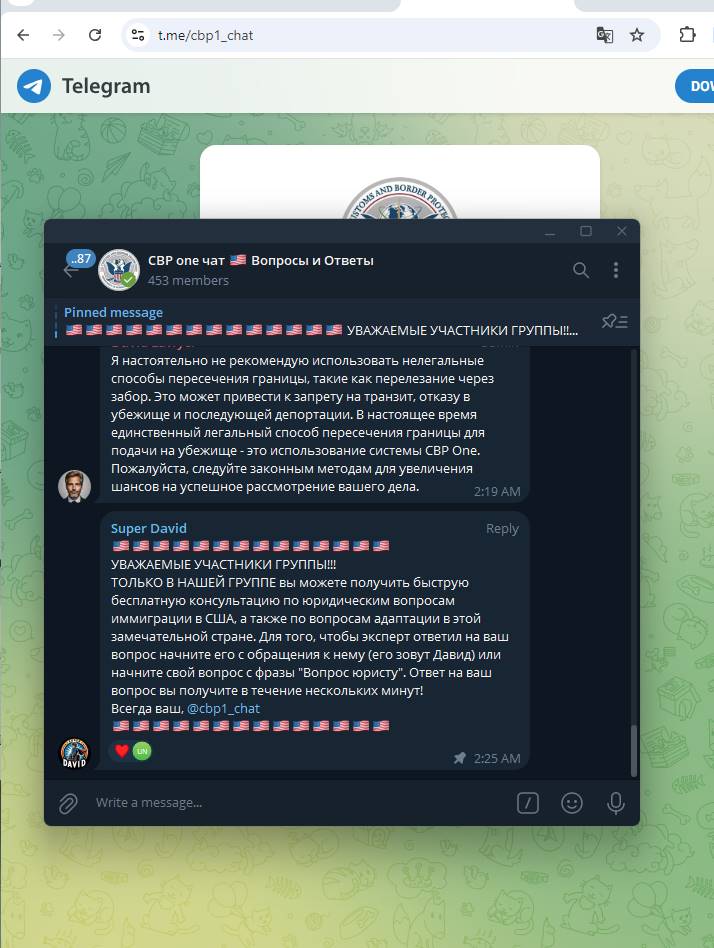 t.me/cbp1_chat
Telegram
CUSTOMS AND BORDER
..87
CBP one чат 🇺🇸 Вопросы и Ответы
453 members
Pinned message
🇺🇸🇺🇸🇺🇸🇺🇸🇺🇸🇺🇸🇺🇸🇺🇸🇺🇸🇺🇸🇺🇸🇺🇸🇺🇸🇺🇸 УВАЖАЕМЫЕ УЧАСТНИКИ ГРУППЫ!!...
Я настоятельно не рекомендую использовать нелегальные
способы пересечения границы, такие как перелезание через
забор. Это может привести к запрету на транзит, отказу в
убежище и последующей депортации. В настоящее время
единственный легальный способ пересечения границы для
подачи на убежище - это использование системы CBP One.
Пожалуйста, следуйте законным методам для увеличения
шансов на успешное рассмотрение вашего дела.
2:19 AM
Super David
Reply
🇺🇸🇺🇸🇺🇸🇺🇸🇺🇸🇺🇸🇺🇸🇺🇸🇺🇸🇺🇸🇺🇸🇺🇸🇺🇸🇺🇸
УВАЖАЕМЫЕ УЧАСТНИКИ ГРУППЫ!!!
ТОЛЬКО В НАШЕЙ ГРУППЕ вы можете получить быструю
бесплатную консультацию по юридическим вопросам
иммиграции в США, а также по вопросам адаптации в этой
замечательной стране. Для того, чтобы эксперт ответил на ваш
вопрос начните его с обращения к нему (его зовут Давид) или
начните свой вопрос с фразы "Вопрос юристу". Ответ на ваш
вопрос вы получите в течение нескольких минут!
Всегда ваш, @cbp1_chat
🇺🇸🇺🇸🇺🇸🇺🇸🇺🇸🇺🇸🇺🇸🇺🇸🇺🇸🇺🇸🇺🇸🇺🇸🇺🇸🇺🇸
DAVID
❤️ UN
2:25 AM
Write a message...